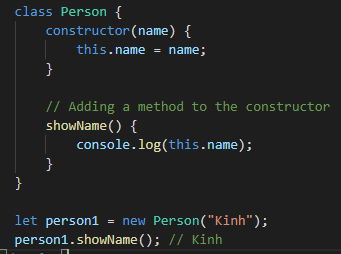 class Person {
    constructor(name) {
        this.name = name;
    }

    // Adding a method to the constructor
    showName() {
        console.log(this.name);
    }
}

let person1 = new Person("Kinh");
person1.showName(); // Kinh